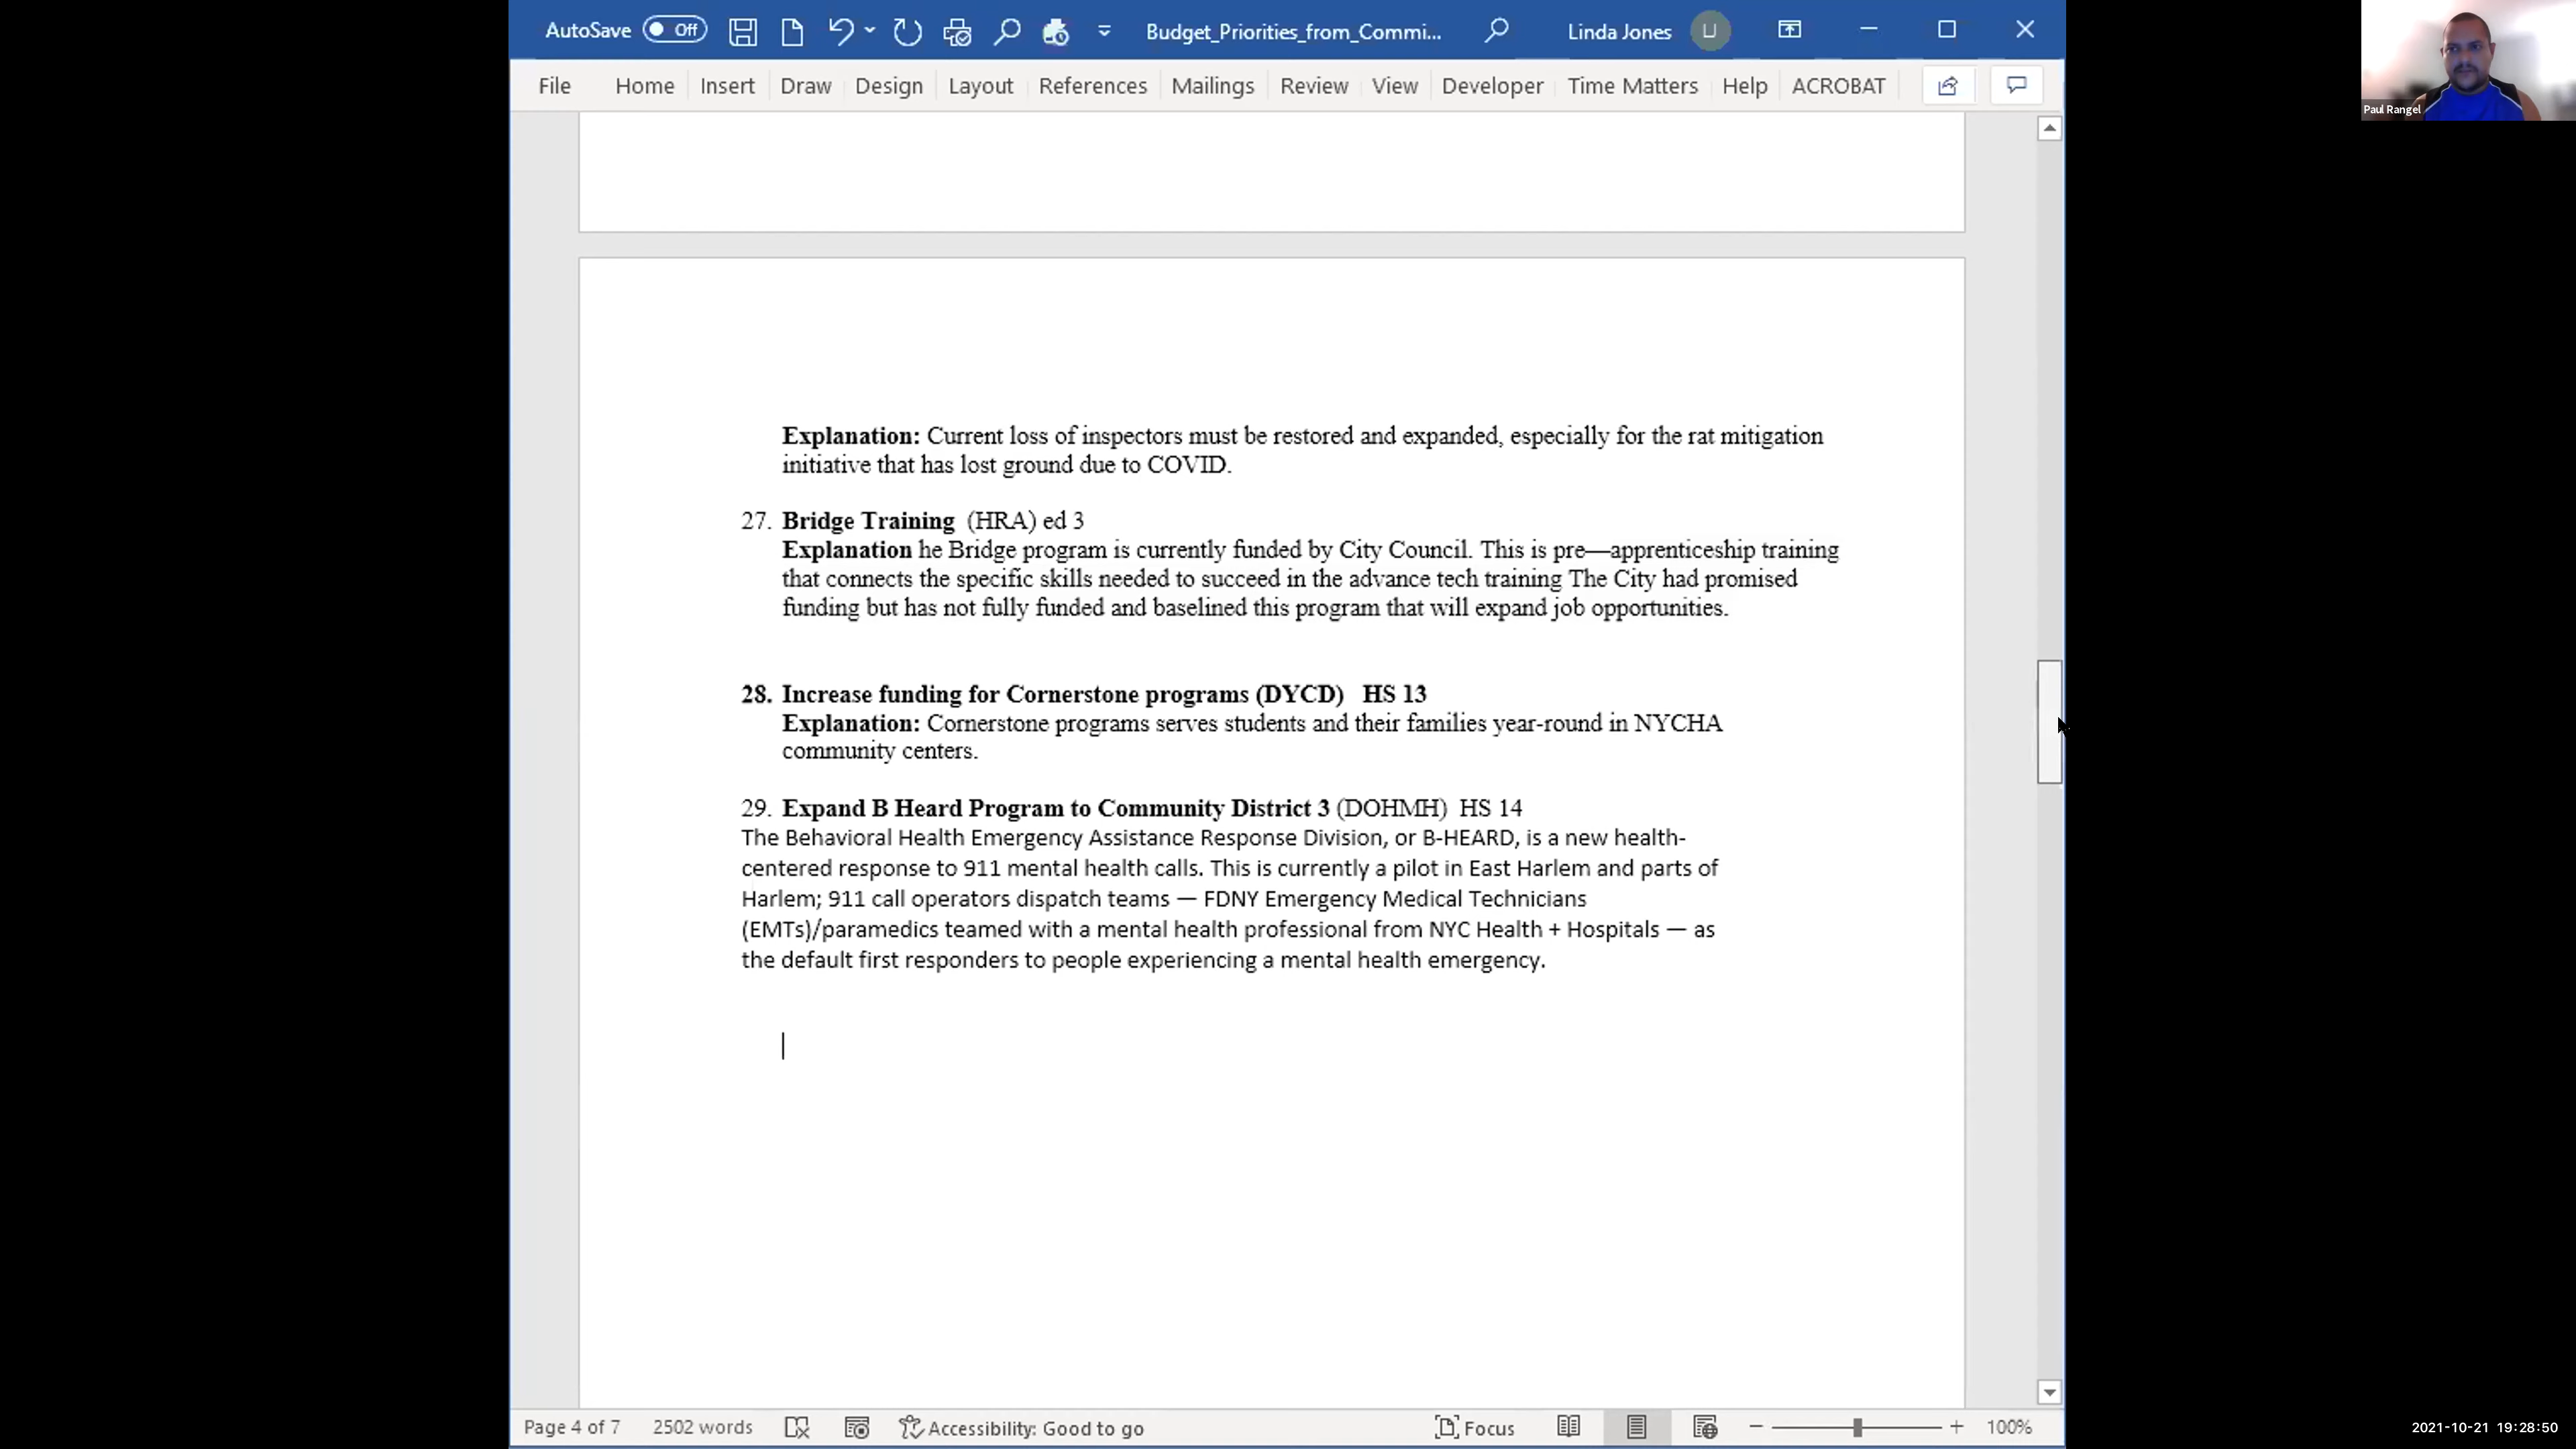 AutoSave Off Budget_Priorities_from_Commi... Linda Jones LJ
File Home Insert Draw Design Layout References Mailings Review View Developer Time Matters Help ACROBAT
Paul Rangel
Explanation: Current loss of inspectors must be restored and expanded, especially for the rat mitigation
initiative that has lost ground due to COVID.
27. Bridge Training (HRA) ed 3
Explanation he Bridge program is currently funded by City Council. This is pre—apprenticeship training
that connects the specific skills needed to succeed in the advance tech training The City had promised
funding but has not fully funded and baselined this program that will expand job opportunities.
28. Increase funding for Cornerstone programs (DYCD) HS 13
Explanation: Cornerstone programs serves students and their families year-round in NYCHA
community centers.
29. Expand B Heard Program to Community District 3 (DOHMH) HS 14
The Behavioral Health Emergency Assistance Response Division, or B-HEARD, is a new health-
centered response to 911 mental health calls. This is currently a pilot in East Harlem and parts of
Harlem; 911 call operators dispatch teams — FDNY Emergency Medical Technicians
(EMTs)/paramedics teamed with a mental health professional from NYC Health + Hospitals — as
the default first responders to people experiencing a mental health emergency.
Page 4 of 7 2502 words Accessibility: Good to go Focus 100%
2021-10-21 19:28:50